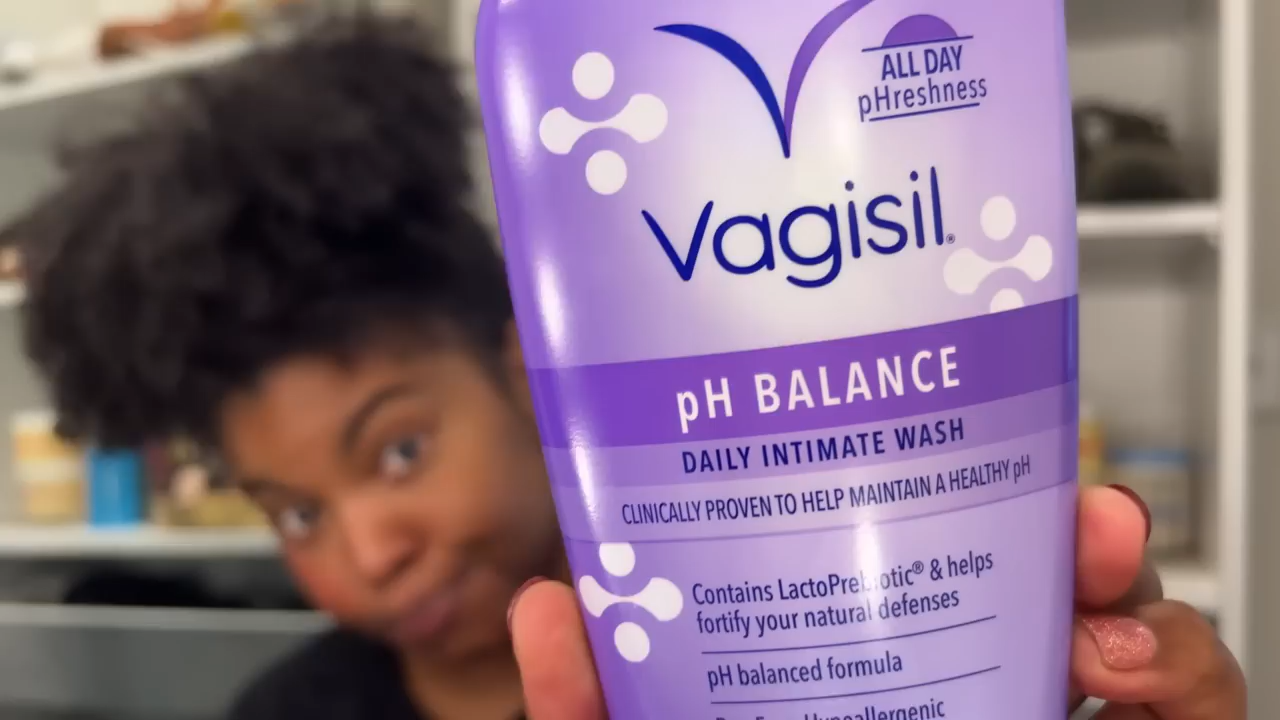 ALL DAY
pHreshness
Vagisil®
pH BALANCE
DAILY INTIMATE WASH
CLINICALLY PROVEN TO HELP MAINTAIN A HEALTHY pH
Contains LactoPrebiotic® & helps
fortify your natural defenses
pH balanced formula
Hypoallergenic